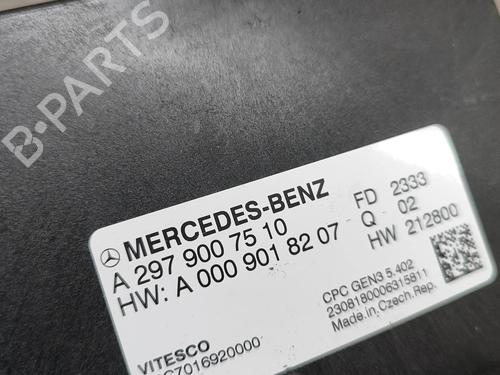 B-PARTS
MERCEDES-BENZ
A 297 900 75 10
HW: A 000 901 82 07
FD 2333
Q 02
HW 212800
CPC GEN3 5.402
2308180006315811
Made in Czech.Rep.
VITESCO